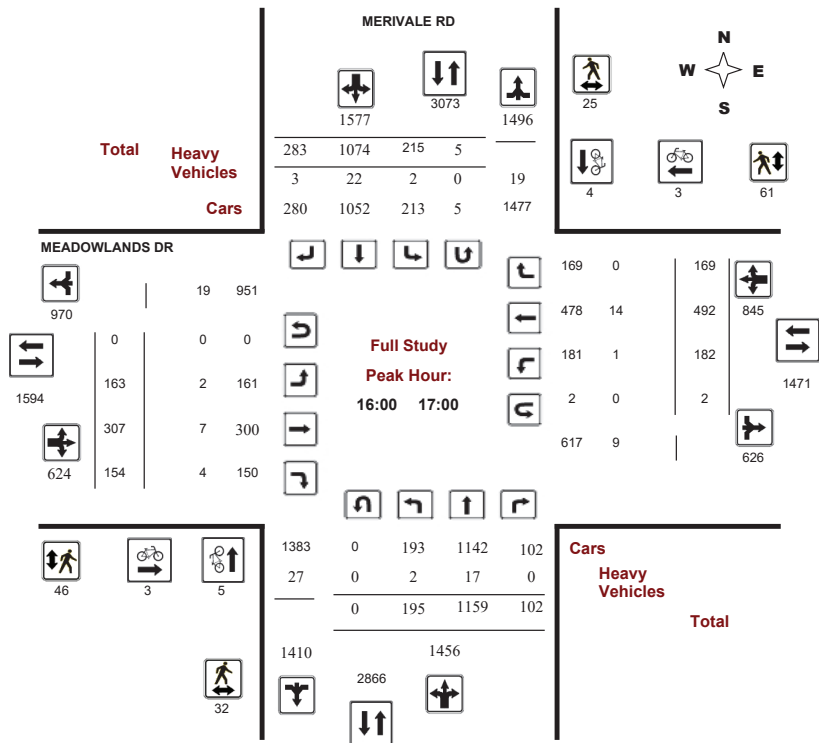 MERIVALE RD
N
W E
S
3073
25
1577 1496
Total Heavy Vehicles
283 1074 215 5
3 22 2 0 19
Cars 280 1052 213 5 1477
4 3 61
MEADOWLANDS DR
970
19 951
1594
0 0 0
163 2 161
307 7 300
624
154 4 150
Full Study
Peak Hour:
16:00 17:00
169 0 169
845
478 14 492
1471
181 1 182
2 0 2
617 9
626
46 3 5
32
1383 0 193 1142 102
27 0 2 17 0
0 195 1159 102
1410 1456
2866
Cars
Heavy
Vehicles
Total